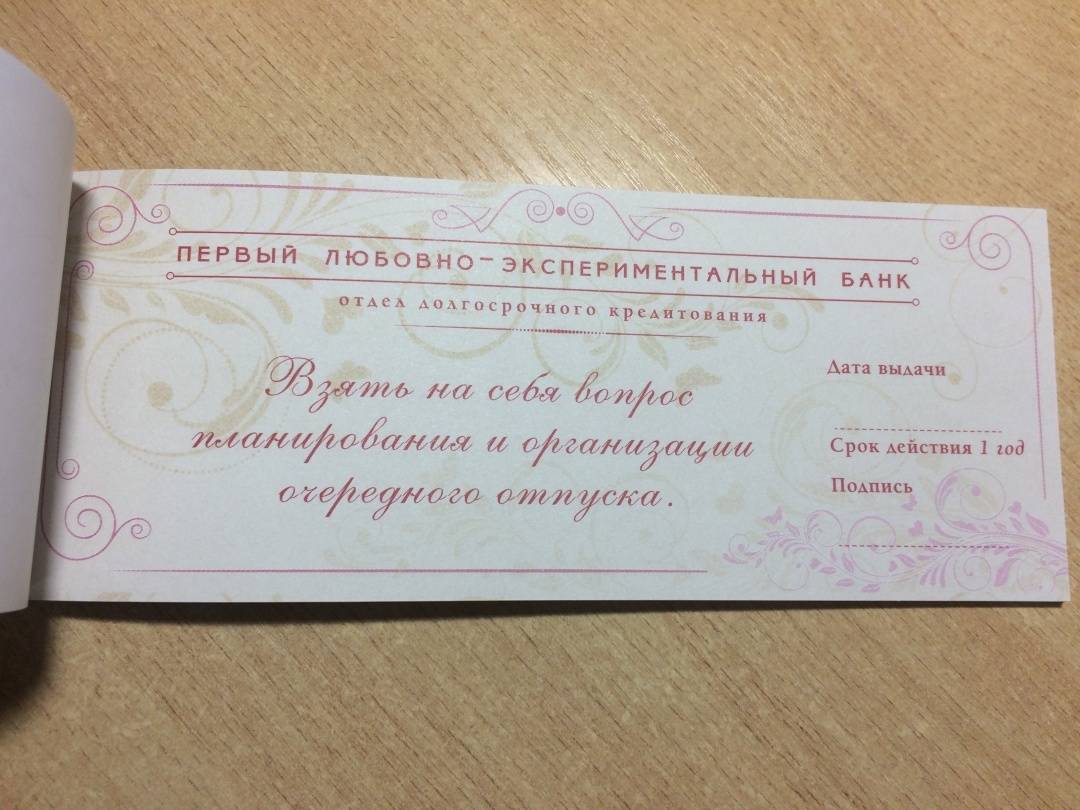 ПЕРВЫЙ ЛЮБОВНО-ЭКСПЕРИМЕНТАЛЬНЫЙ БАНК
отдел долгосрочного кредитования
Взять на себя вопрос
планирования и организации
очередного отпуска.
Дата выдачи
Срок действия 1 год
Подпись